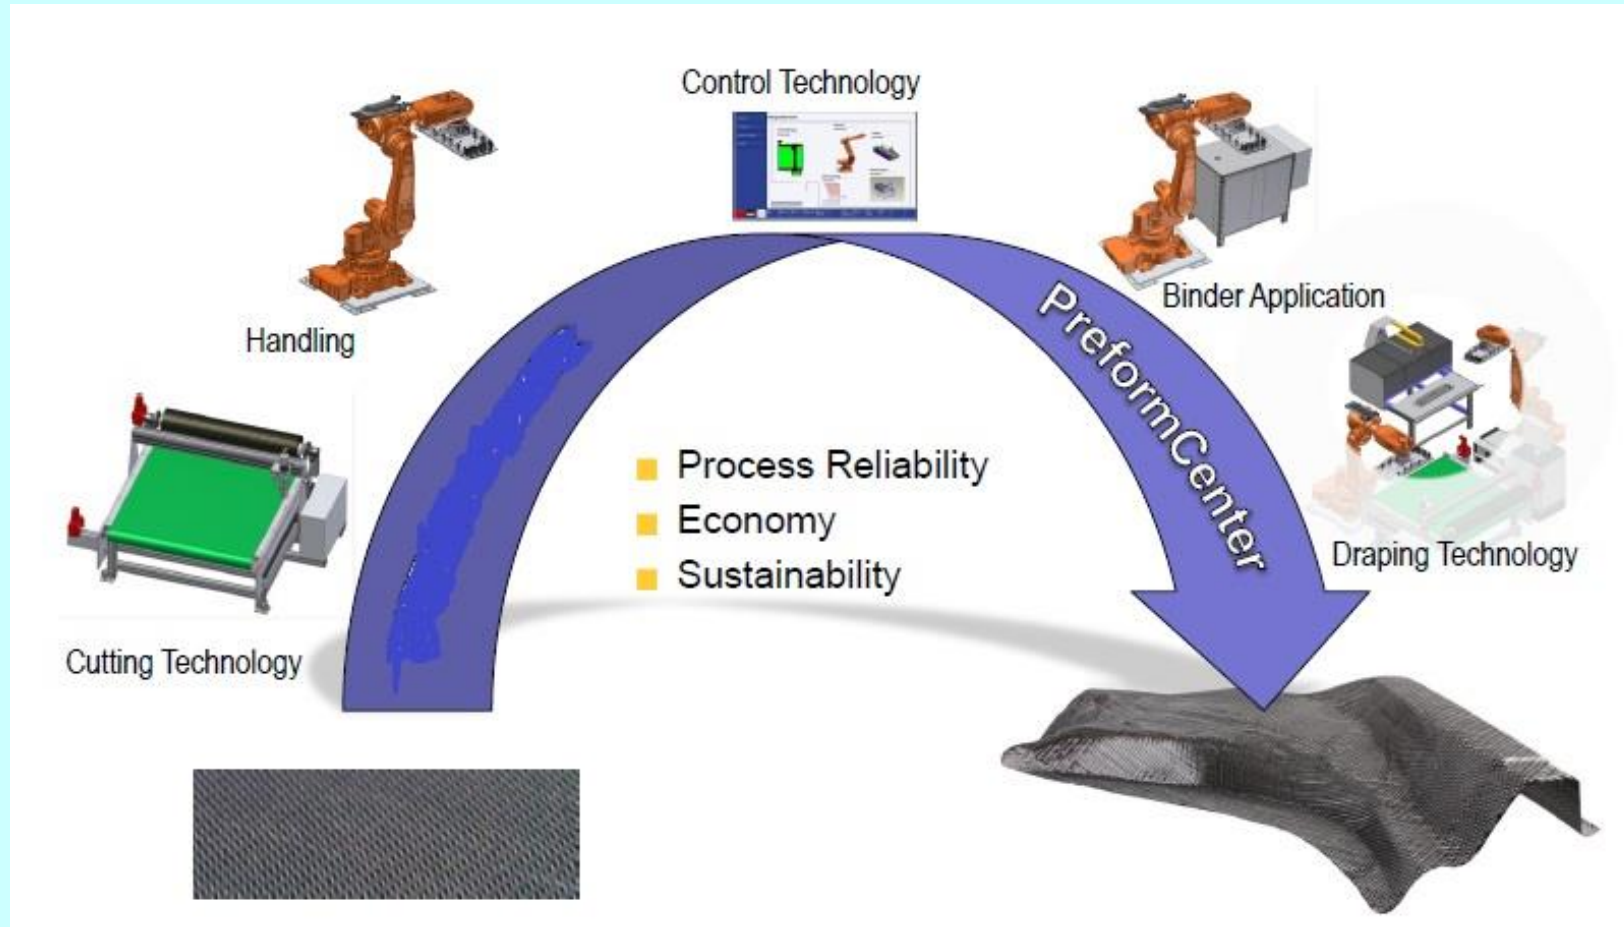 Control Technology
Handling
Binder Application
PreformCenter
Process Reliability
Economy
Sustainability
Draping Technology
Cutting Technology